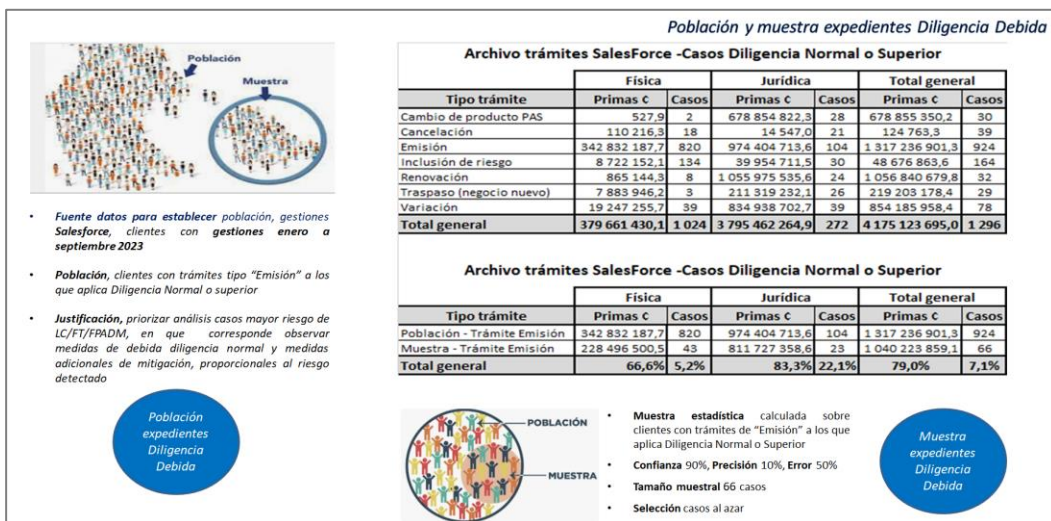 Población y muestra expedientes Diligencia Debida
Población
Muestra
• Fuente datos para establecer población, gestiones
Salesforce, clientes con gestiones enero a
septiembre 2023
• Población, clientes con trámites tipo "Emisión" a los
que aplica Diligencia Normal o superior
• Justificación, priorizar análisis casos mayor riesgo de
LC/FT/FPADM, en que corresponde observar
medidas de debida diligencia normal y medidas
adicionales de mitigación, proporcionales al riesgo
detectado
Población
expedientes
Diligencia
Debida
Archivo trámites SalesForce -Casos Diligencia Normal o Superior
Física Jurídica Total general
Tipo trámite Primas ¢ Casos Primas ¢ Casos Primas ¢ Casos
Cambio de producto PAS 527,9 2 678 854 822,3 28 678 855 350,2 30
Cancelación 110 216,3 18 14 547,0 21 124 763,3 39
Emisión 342 832 187,7 820 974 404 713,6 104 1 317 236 901,3 924
Inclusión de riesgo 8 722 152,1 134 39 954 711,5 30 48 676 863,6 164
Renovación 865 144,3 8 1 055 975 535,6 24 1 056 840 679,8 32
Traspaso (negocio nuevo) 7 883 946,2 3 211 319 232,1 26 219 203 178,4 29
Variación 19 247 255,7 39 834 938 702,7 39 854 185 958,4 78
Total general 379 661 430,1 1 024 3 795 462 264,9 272 4 175 123 695,0 1 296
Archivo trámites SalesForce -Casos Diligencia Normal o Superior
Física Jurídica Total general
Primas ¢ Casos Primas ¢ Casos Primas ¢ Casos
Población - Trámite Emisión 342 832 187,7 820 974 404 713,6 104 1 317 236 901,3 924
Muestra - Trámite Emisión 228 496 500,5 43 811 727 358,6 23 1 040 223 859,1 66
Total general 66,6% 5,2% 83,3% 22,1% 79,0% 7,1%
POBLACIÓN
MUESTRA
• Muestra estadística calculada sobre
clientes con trámites de "Emisión" a los que
aplica Diligencia Normal o Superior
• Confianza 90%, Precisión 10%, Error 50%
• Tamaño muestral 66 casos
• Selección casos al azar
Muestra
expedientes
Diligencia
Debida